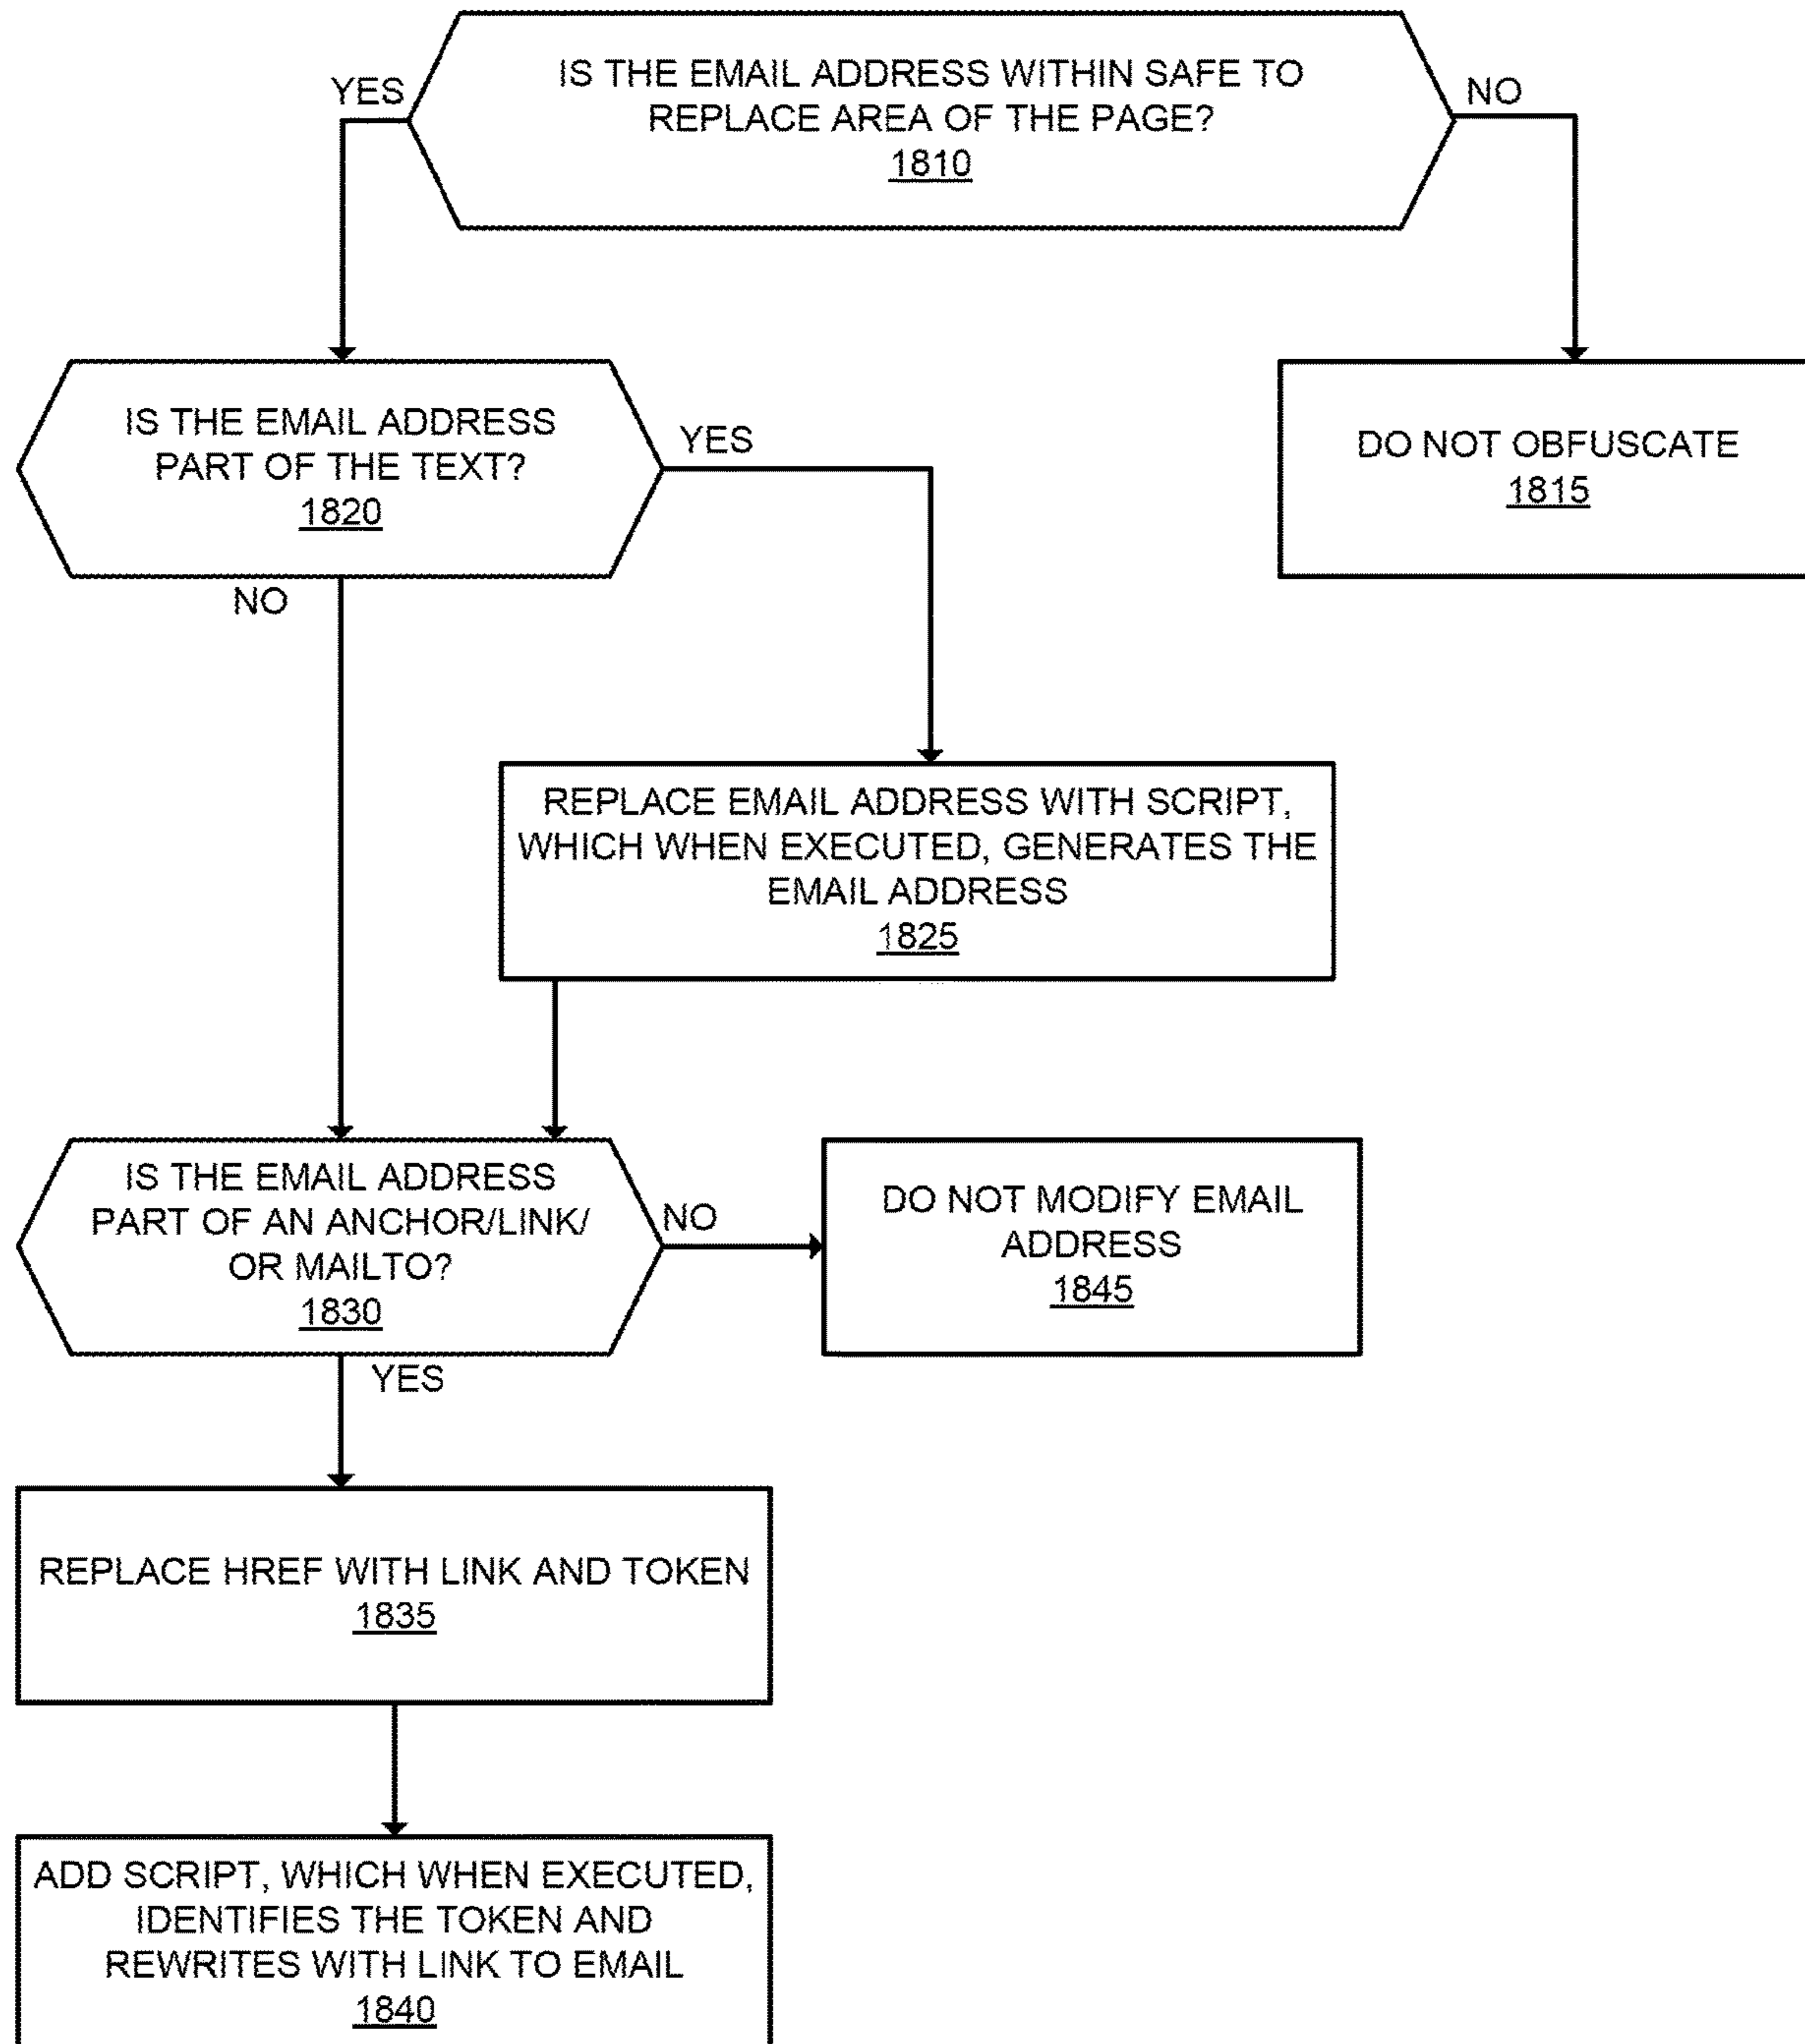 IS THE EMAIL ADDRESS WITHIN SAFE TO
REPLACE AREA OF THE PAGE?
1810
YES
NO
IS THE EMAIL ADDRESS
PART OF THE TEXT?
1820
YES
NO
DO NOT OBFUSCATE
1815
REPLACE EMAIL ADDRESS WITH SCRIPT,
WHICH WHEN EXECUTED, GENERATES THE
EMAIL ADDRESS
1825
IS THE EMAIL ADDRESS
PART OF AN ANCHOR/LINK/
OR MAILTO?
1830
NO
YES
DO NOT MODIFY EMAIL
ADDRESS
1845
REPLACE HREF WITH LINK AND TOKEN
1835
ADD SCRIPT, WHICH WHEN EXECUTED,
IDENTIFIES THE TOKEN AND
REWRITES WITH LINK TO EMAIL
1840